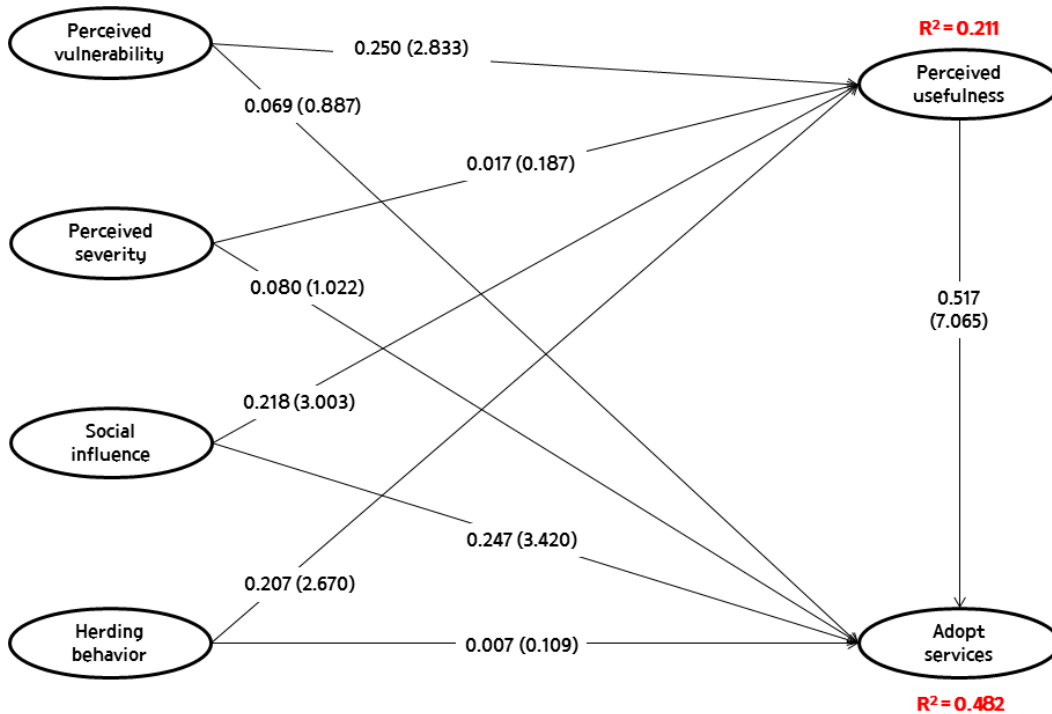 Perceived
vulnerability
0.250 (2.833)
R² = 0.211
Perceived
usefulness
0.069 (0.887)
0.017 (0.187)
Perceived
severity
0.080 (1.022)
0.517
(7.065)
0.218 (3.003)
Social
influence
0.247 (3.420)
0.207 (2.670)
Herding
behavior
0.007 (0.109)
Adopt
services
R² = 0.482